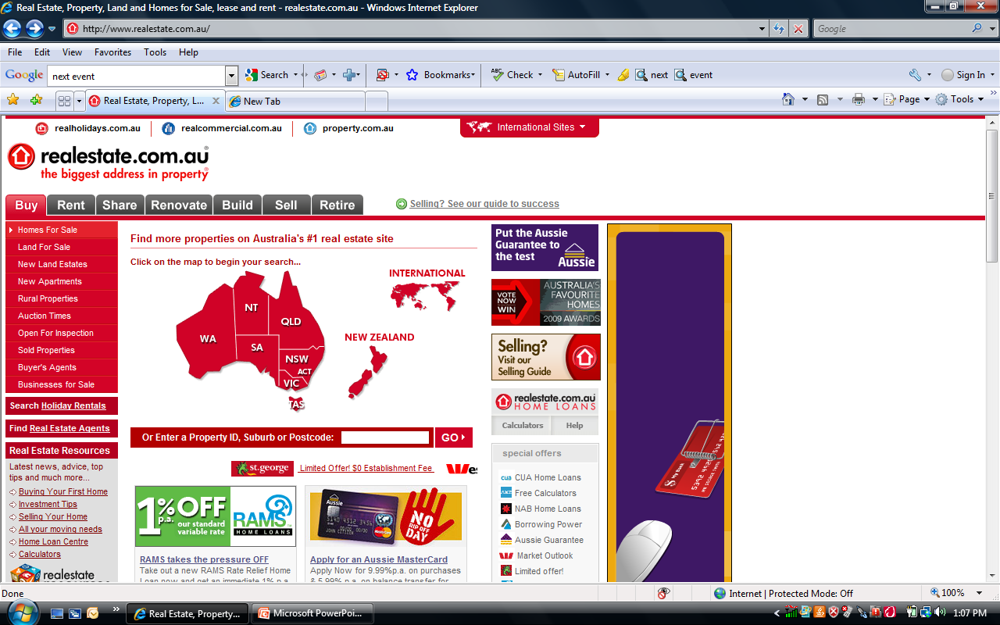 Real Estate, Property, Land and Homes for Sale, lease and rent - realestate.com.au - Windows Internet Explorer
http://www.realestate.com.au/
Google
File Edit View Favorites Tools Help
Google next event Search Bookmarks Check AutoFill next event Sign In
Real Estate, Property, L... New Tab Page Tools
realholidays.com.au realcommercial.com.au property.com.au International Sites
realestate.com.au
the biggest address in property
Buy Rent Share Renovate Build Sell Retire
Selling? See our guide to success
Homes For Sale
Land For Sale
New Land Estates
New Apartments
Rural Properties
Auction Times
Open For Inspection
Sold Properties
Buyer's Agents
Businesses for Sale
Search Holiday Rentals
Find Real Estate Agents
Real Estate Resources
Latest news, advice, top
tips and much more...
Buying Your First Home
Investment Tips
Selling Your Home
All your moving needs
Home Loan Centre
Calculators
realestate
Find more properties on Australia's #1 real estate site
Click on the map to begin your search...
INTERNATIONAL
NT
QLD
WA
SA
NSW
ACT
VIC
TAS
NEW ZEALAND
Or Enter a Property ID, Suburb or Postcode: GO
st.george Limited Offer! $0 Establishment Fee
1% OFF
p.a.
our standard
variable rate
RAMS
HOME LOANS
RAMS takes the pressure OFF
Take out a new RAMS Rate Relief Home
Loan now and get an immediate 1% p.a.
Aussie
NO
RIP OFF
DAY
MasterCard
JOHN CITIZEN
Apply for an Aussie MasterCard
Apply Now for 9.99%p.a. on purchases
& 5.99% p.a. on balance transfer for
Put the Aussie
Guarantee to
the test
Aussie
VOTE
NOW
WIN
AUSTRALIA'S
FAVOURITE
HOMES
2009 AWARDS
Selling?
Visit our
Selling Guide
realestate.com.au
HOME LOANS
Calculators Help
special offers
CUA Home Loans
Free Calculators
NAB Home Loans
Borrowing Power
Aussie Guarantee
Market Outlook
Limited offer!
My Bank
Done Internet | Protected Mode: Off 100%
Real Estate, Property... Microsoft PowerPoi... 1:07 PM